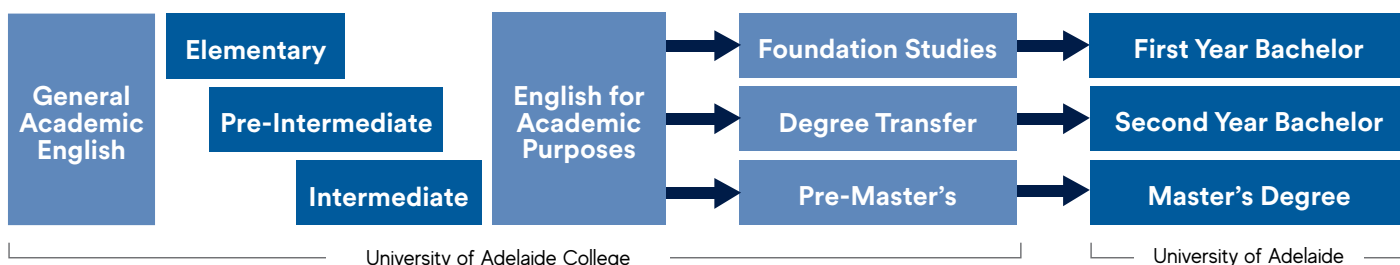 General
Academic
English
Elementary
Pre-Intermediate
Intermediate
English for
Academic
Purposes
Foundation Studies
Degree Transfer
Pre-Master's
First Year Bachelor
Second Year Bachelor
Master's Degree
University of Adelaide College
University of Adelaide